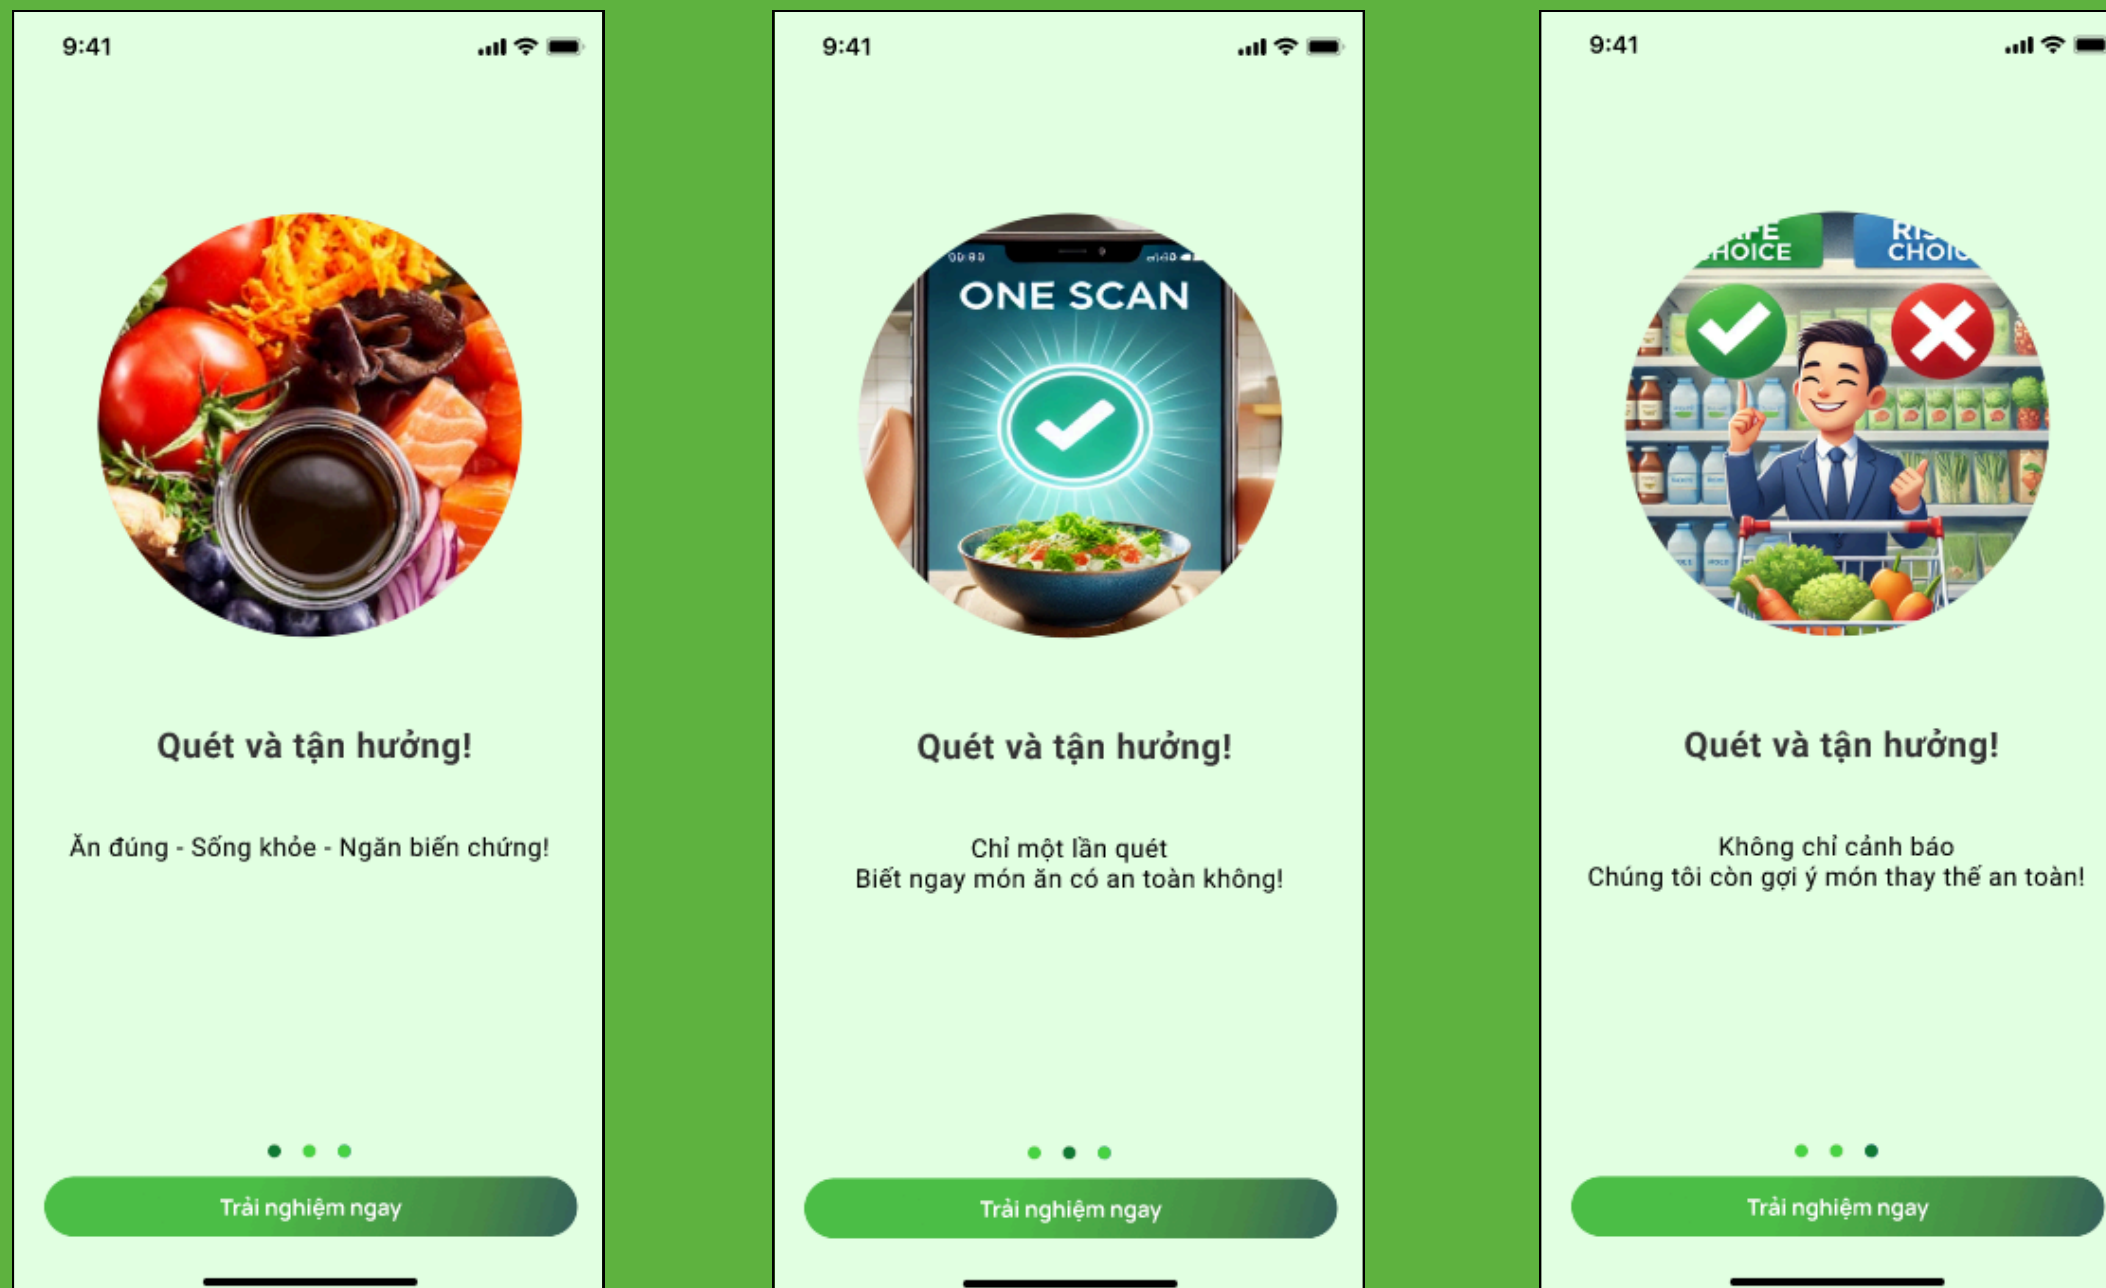 9:41
Quét và tận hưởng!
Ăn đúng - Sống khỏe - Ngăn biến chứng!
Trải nghiệm ngay
9:41
ONE SCAN
Quét và tận hưởng!
Chỉ một lần quét
Biết ngay món ăn có an toàn không!
Trải nghiệm ngay
9:41
CHOICE
Quét và tận hưởng!
Không chỉ cảnh báo
Chúng tôi còn gợi ý món thay thế an toàn!
Trải nghiệm ngay